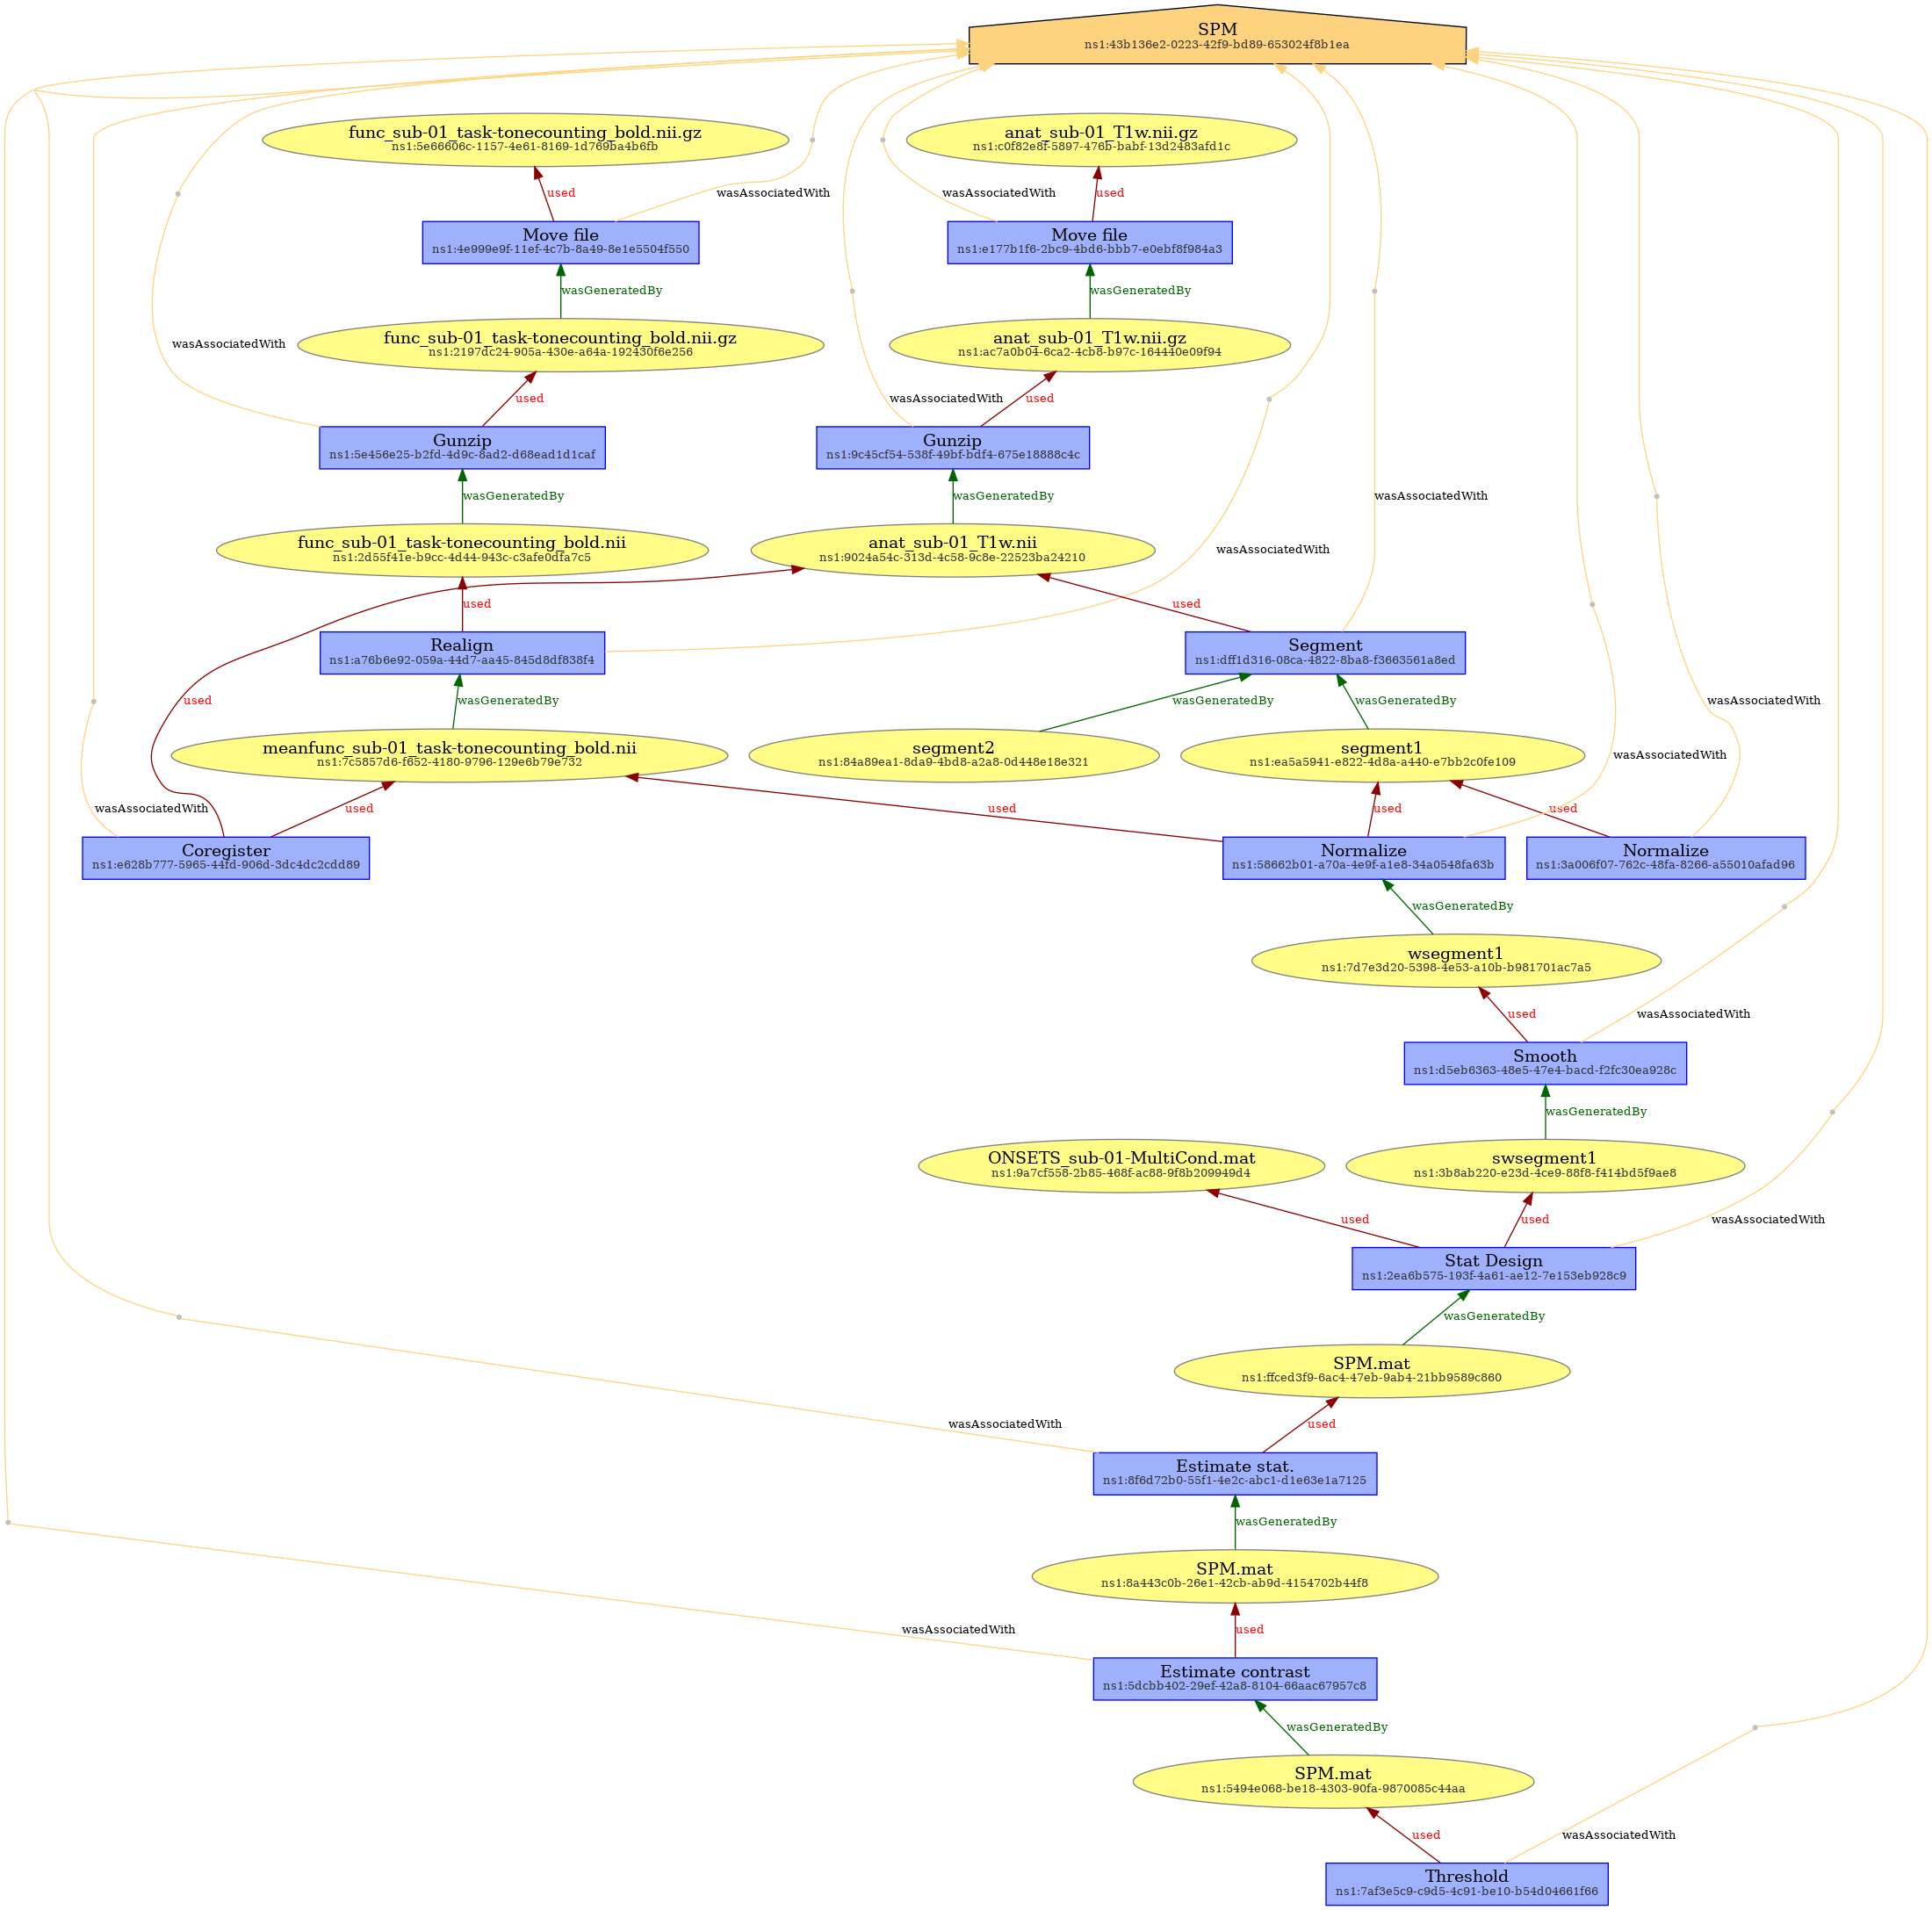 SPM
ns1:43b136e2-0223-42f9-bd89-653024f8b1ea
func_sub-01_task-tonecounting_bold.nii.gz
ns1:5e66606c-1157-4e61-8169-1d769ba4b6fb
anat_sub-01_T1w.nii.gz
ns1:c0f82e8f-5897-476b-babf-13d2483afd1c
used
wasAssociatedWith
wasAssociatedWith
used
Move file
ns1:4e999e9f-11ef-4c7b-8a49-8e1e5504f550
Move file
ns1:e177b1f6-2bc9-4bd6-bbb7-e0ebf8f984a3
wasGeneratedBy
wasGeneratedBy
func_sub-01_task-tonecounting_bold.nii.gz
ns1:2197dc24-905a-430e-a64a-192430f6e256
anat_sub-01_T1w.nii.gz
ns1:ac7a0b04-6ca2-4cb8-b97c-164440e09f94
wasAssociatedWith
used
wasAssociatedWith
used
Gunzip
ns1:5e456e25-b2fd-4d9c-8ad2-d68ead1d1caf
Gunzip
ns1:9c45cf54-538f-49bf-bdf4-675e18888c4c
wasGeneratedBy
wasGeneratedBy
wasAssociatedWith
func_sub-01_task-tonecounting_bold.nii
ns1:2d55f41e-b9cc-4d44-943c-c3afe0dfa7c5
anat_sub-01_T1w.nii
ns1:9024a54c-313d-4c58-9c8e-22523ba24210
wasAssociatedWith
used
used
Realign
ns1:a76b6e92-059a-44d7-aa45-845d8df838f4
Segment
ns1:dff1d316-08ca-4822-8ba8-f3663561a8ed
used
wasGeneratedBy
wasGeneratedBy
wasGeneratedBy
wasAssociatedWith
meanfunc_sub-01_task-tonecounting_bold.nii
ns1:7c5857d6-f652-4180-9796-129e6b79e732
segment2
ns1:84a89ea1-8da9-4bd8-a2a8-0d448e18e321
segment1
ns1:ea5a5941-e822-4d8a-a440-e7bb2c0fe109
wasAssociatedWith
wasAssociatedWith
used
used
used
used
Coregister
ns1:e628b777-5965-44fd-906d-3dc4dc2cdd89
Normalize
ns1:58662b01-a70a-4e9f-a1e8-34a0548fa63b
Normalize
ns1:3a006f07-762c-48fa-8266-a55010afad96
wasGeneratedBy
wsegment1
ns1:7d7e3d20-5398-4e53-a10b-b981701ac7a5
used
wasAssociatedWith
Smooth
ns1:d5eb6363-48e5-47e4-bacd-f2fc30ea928c
wasGeneratedBy
ONSETS_sub-01-MultiCond.mat
ns1:9a7cf558-2b85-468f-ac88-9f8b209949d4
swsegment1
ns1:3b8ab220-e23d-4ce9-88f8-f414bd5f9ae8
used
used
wasAssociatedWith
Stat Design
ns1:2ea6b575-193f-4a61-ae12-7e153eb928c9
wasGeneratedBy
SPM.mat
ns1:ffced3f9-6ac4-47eb-9ab4-21bb9589c860
wasAssociatedWith
used
Estimate stat.
ns1:8f6d72b0-55f1-4e2c-abc1-d1e63e1a7125
wasGeneratedBy
SPM.mat
ns1:8a443c0b-26e1-42cb-ab9d-4154702b44f8
wasAssociatedWith
used
Estimate contrast
ns1:5dcbb402-29ef-42a8-8104-66aac67957c8
wasGeneratedBy
SPM.mat
ns1:5494e068-be18-4303-90fa-9870085c44aa
used
wasAssociatedWith
Threshold
ns1:7af3e5c9-c9d5-4c91-be10-b54d04661f66